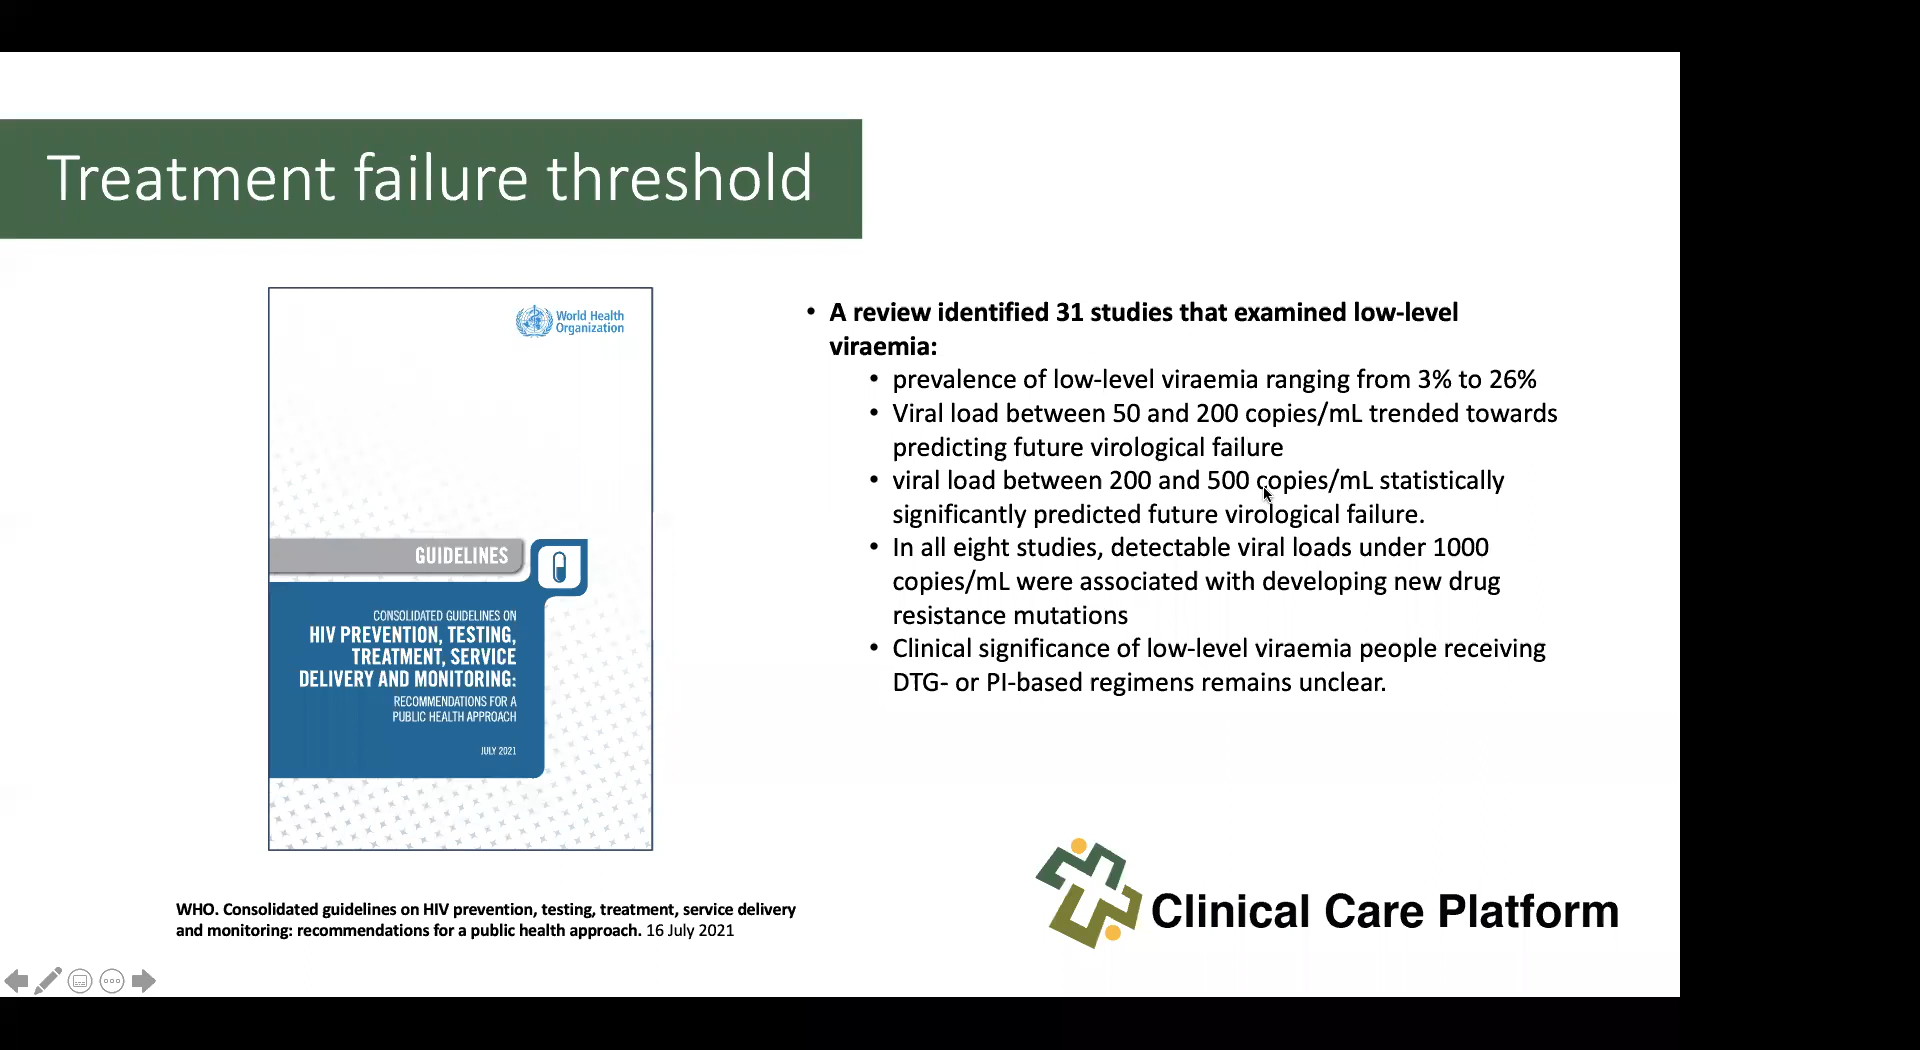 Treatment failure threshold
World Health
Organization
GUIDELINES
CONSOLIDATED GUIDELINES ON
HIV PREVENTION, TESTING,
TREATMENT, SERVICE
DELIVERY AND MONITORING:
RECOMMENDATIONS FOR A
PUBLIC HEALTH APPROACH
JULY 2021
WHO. Consolidated guidelines on HIV prevention, testing, treatment, service delivery
and monitoring: recommendations for a public health approach. 16 July 2021
• A review identified 31 studies that examined low-level
viraemia:
• prevalence of low-level viraemia ranging from 3% to 26%
• Viral load between 50 and 200 copies/mL trended towards
predicting future virological failure
• viral load between 200 and 500 copies/mL statistically
significantly predicted future virological failure.
• In all eight studies, detectable viral loads under 1000
copies/mL were associated with developing new drug
resistance mutations
• Clinical significance of low-level viraemia people receiving
DTG- or PI-based regimens remains unclear.
Clinical Care Platform